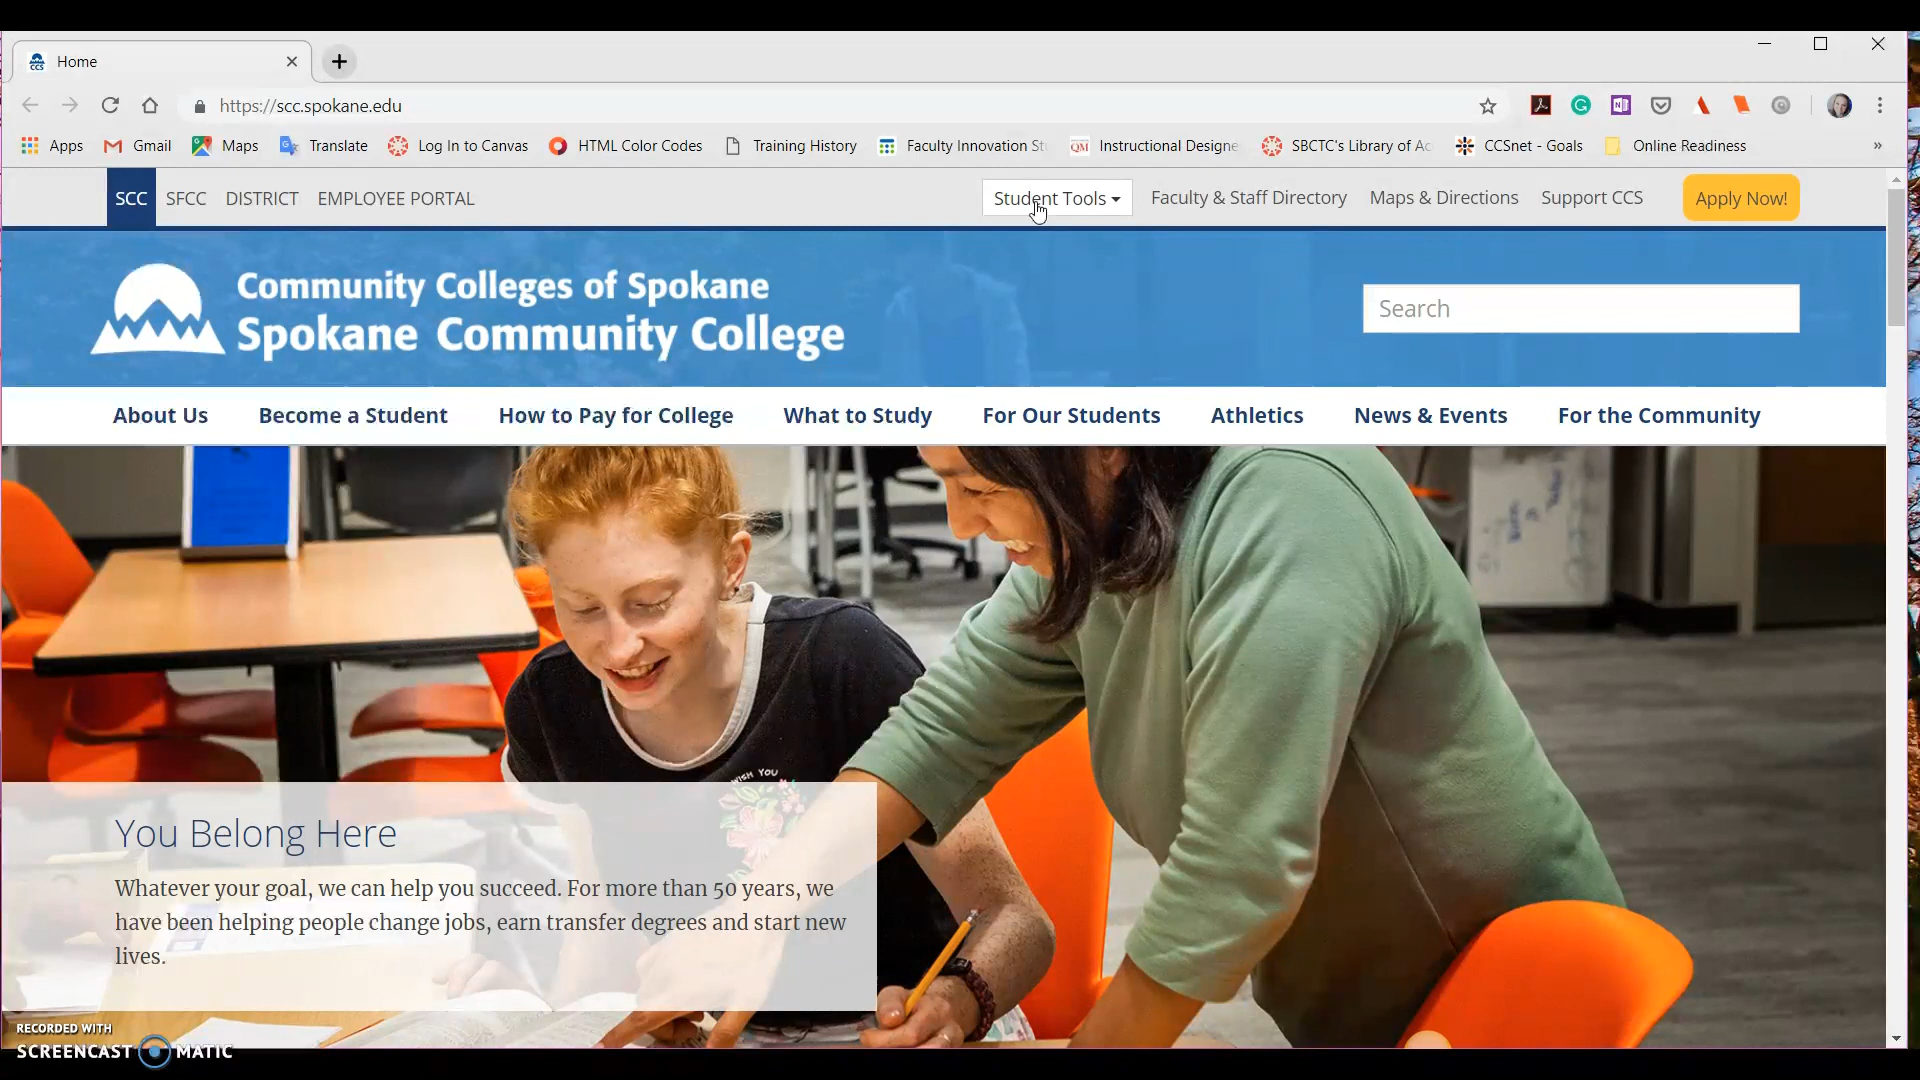 Home
https://scc.spokane.edu
Apps Gmail Maps Translate Log In to Canvas HTML Color Codes Training History Faculty Innovation Instructional Designe SBCTC's Library of CCSnet - Goals Online Readiness »
SCC SFCC DISTRICT EMPLOYEE PORTAL Student Tools Faculty & Staff Directory Maps & Directions Support CCS Apply Now!
Community Colleges of Spokane
Spokane Community College
Search
About Us Become a Student How to Pay for College What to Study For Our Students Athletics News & Events For the Community
WISH YOU
You Belong Here
Whatever your goal, we can help you succeed. For more than 50 years, we
have been helping people change jobs, earn transfer degrees and start new
lives.
RECORDED WITH
SCREENCAST MATIC